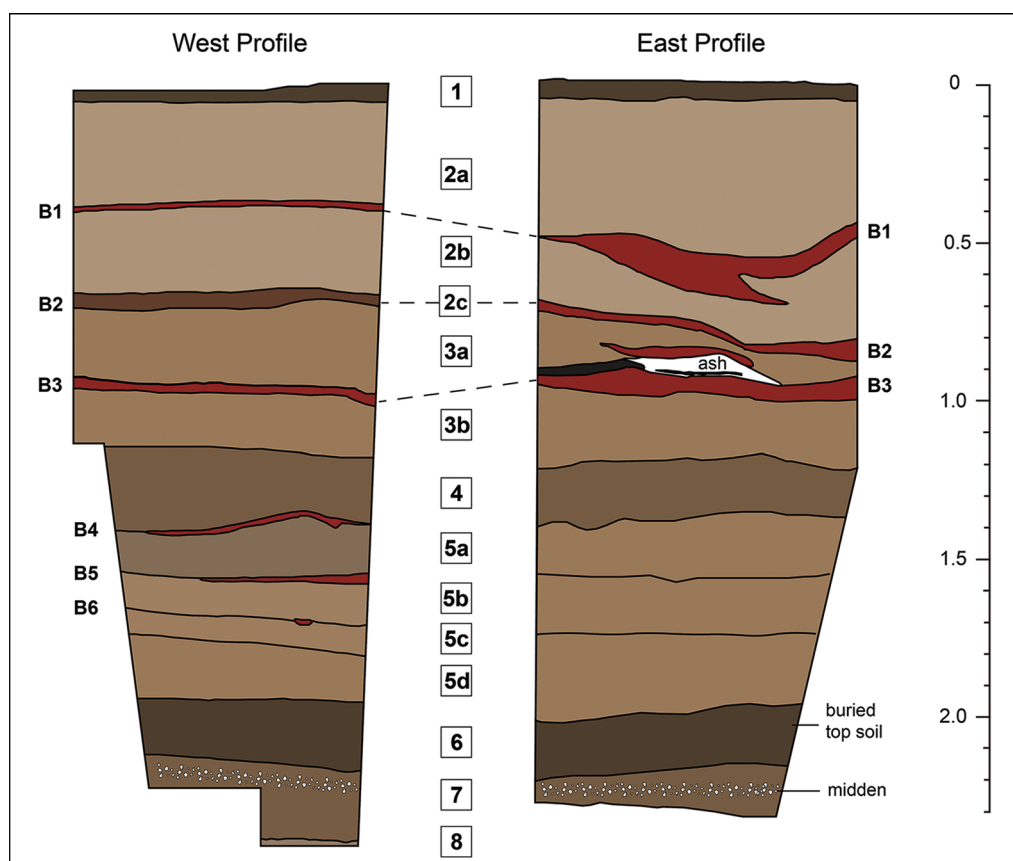 West Profile
East Profile
0
1
2a
B1
B1
2b
0.5
B2
2c
3a
B2
ash
B3
B3
1.0
3b
4
B4
5a
1.5
B5
5b
B6
5c
5d
buried
top soil
2.0
6
midden
7
8